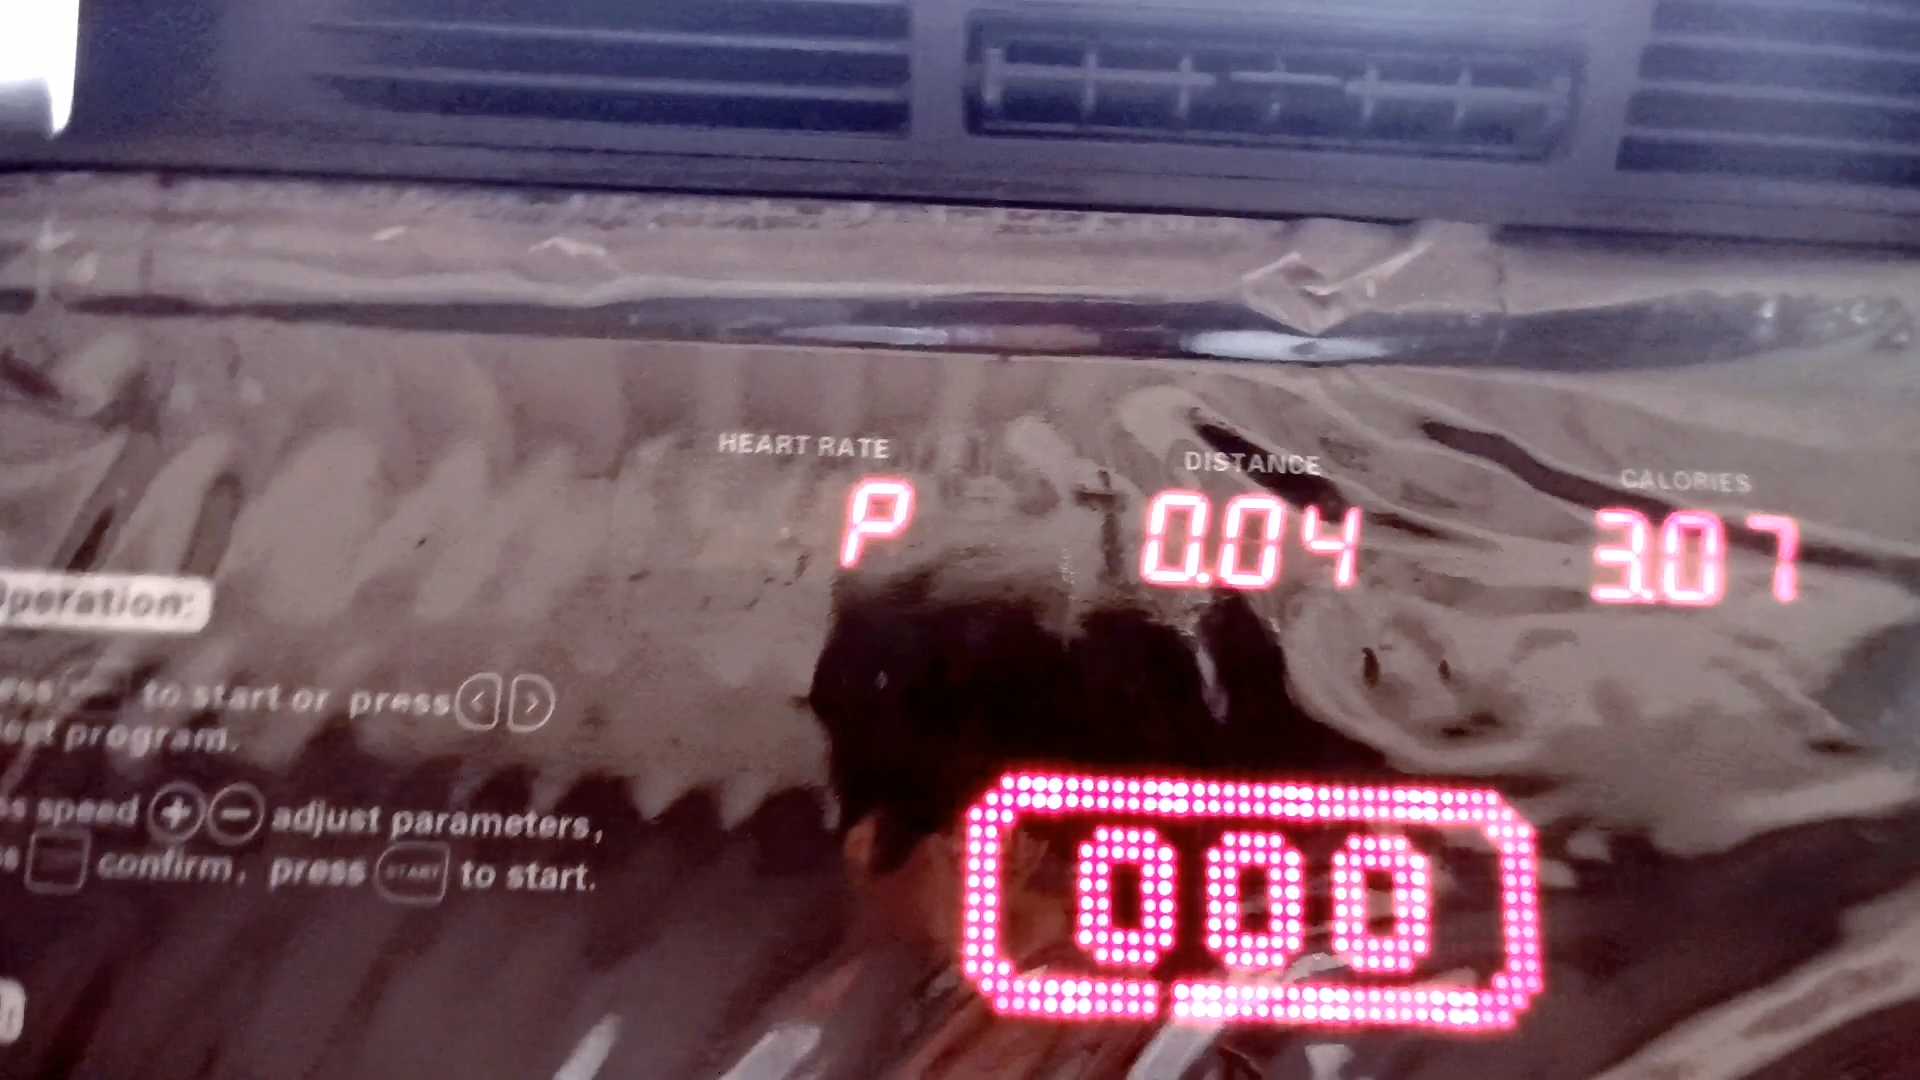 HEART RATE
DISTANCE
CALORIES
P
0.04
3.07
Operation:
to start or press < >
program.
speed + − adjust parameters,
confirm, press START to start.
000